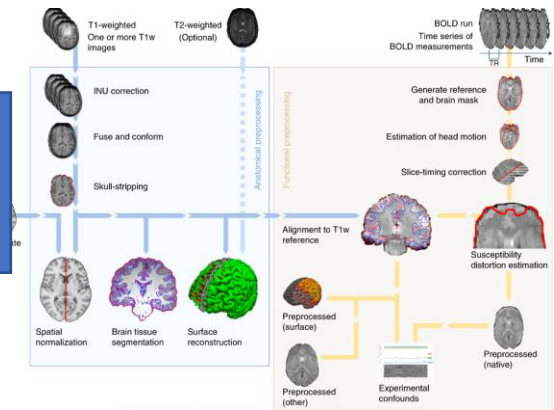 T1-weighted
One or more T1w
images
T2-weighted
(Optional)
BOLD run
Time series of
BOLD measurements
TR
Time
INU correction
Fuse and conform
Skull-stripping
Anatomical preprocessing
Functional preprocessing
Generate reference
and brain mask
Estimation of head motion
Slice-timing correction
Alignment to T1w
reference
Susceptibility
distortion estimation
Spatial
normalization
Brain tissue
segmentation
Surface
reconstruction
Preprocessed
(surface)
Preprocessed
(other)
Experimental
confounds
Preprocessed
(native)